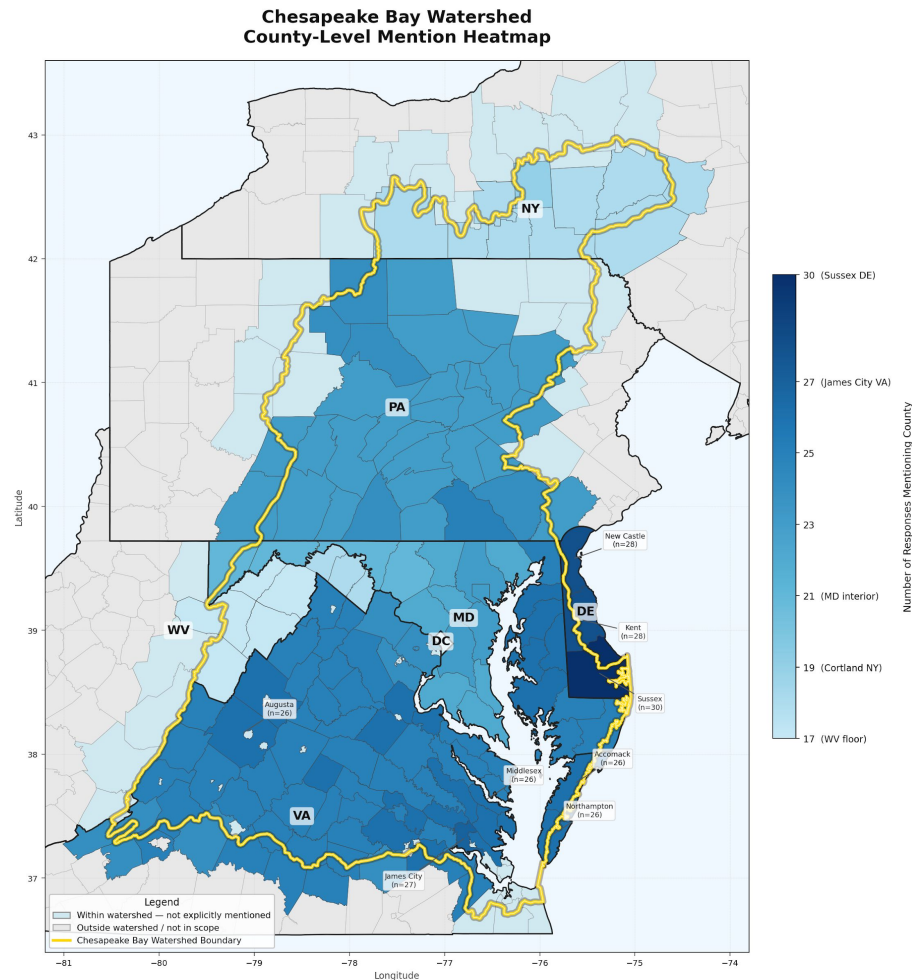 Chesapeake Bay Watershed
County-Level Mention Heatmap
43
42
41
40
39
38
37
Latitude
−81
−80
−79
−78
−77
−76
−75
−74
Longitude
NY
PA
New Castle
(n=28)
DE
MD
WV
Kent
(n=28)
DC
Sussex
(n=30)
Augusta
(n=26)
Accomack
(n=26)
Middlesex
(n=26)
Northampton
(n=26)
VA
James City
(n=27)
Legend
Within watershed — not explicitly mentioned
Outside watershed / not in scope
Chesapeake Bay Watershed Boundary
30 (Sussex DE)
27 (James City VA)
25
23
21 (MD interior)
19 (Cortland NY)
17 (WV floor)
Number of Responses Mentioning County